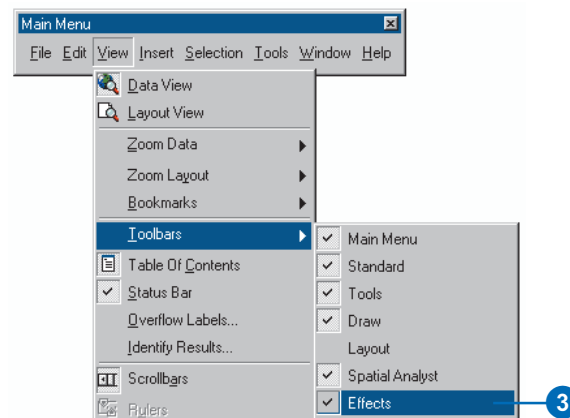 Main Menu
File Edit View Insert Selection Tools Window Help
Data View
Layout View
Zoom Data
Zoom Layout
Bookmarks
Toolbars
Table Of Contents
Status Bar
Overflow Labels...
Identify Results...
Scrollbars
Rulers
Main Menu
Standard
Tools
Draw
Layout
Spatial Analyst
Effects
3